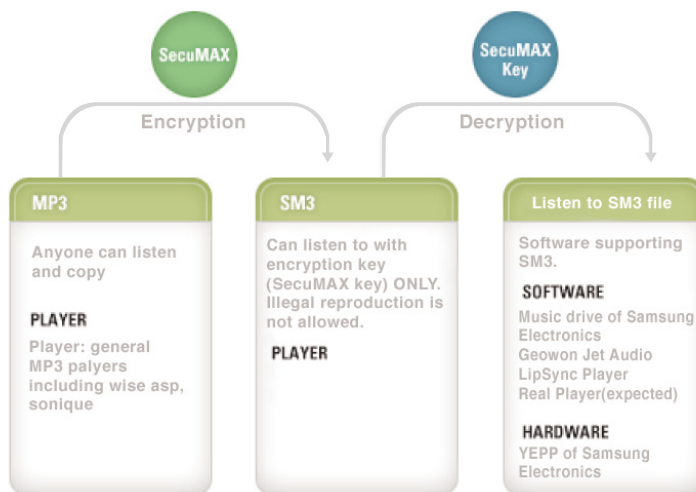 SecuMAX
SecuMAX
Key
Encryption
Decryption
MP3
Anyone can listen
and copy
PLAYER
Player: general
MP3 palyers
including wise asp,
sonique
SM3
Can listen to with
encryption key
(SecuMAX key) ONLY.
Illegal reproduction is
not allowed.
PLAYER
Listen to SM3 file
Software supporting
SM3.
SOFTWARE
Music drive of Samsung
Electronics
Geowon Jet Audio
LipSync Player
Real Player(expected)
HARDWARE
YEPP of Samsung
Electronics